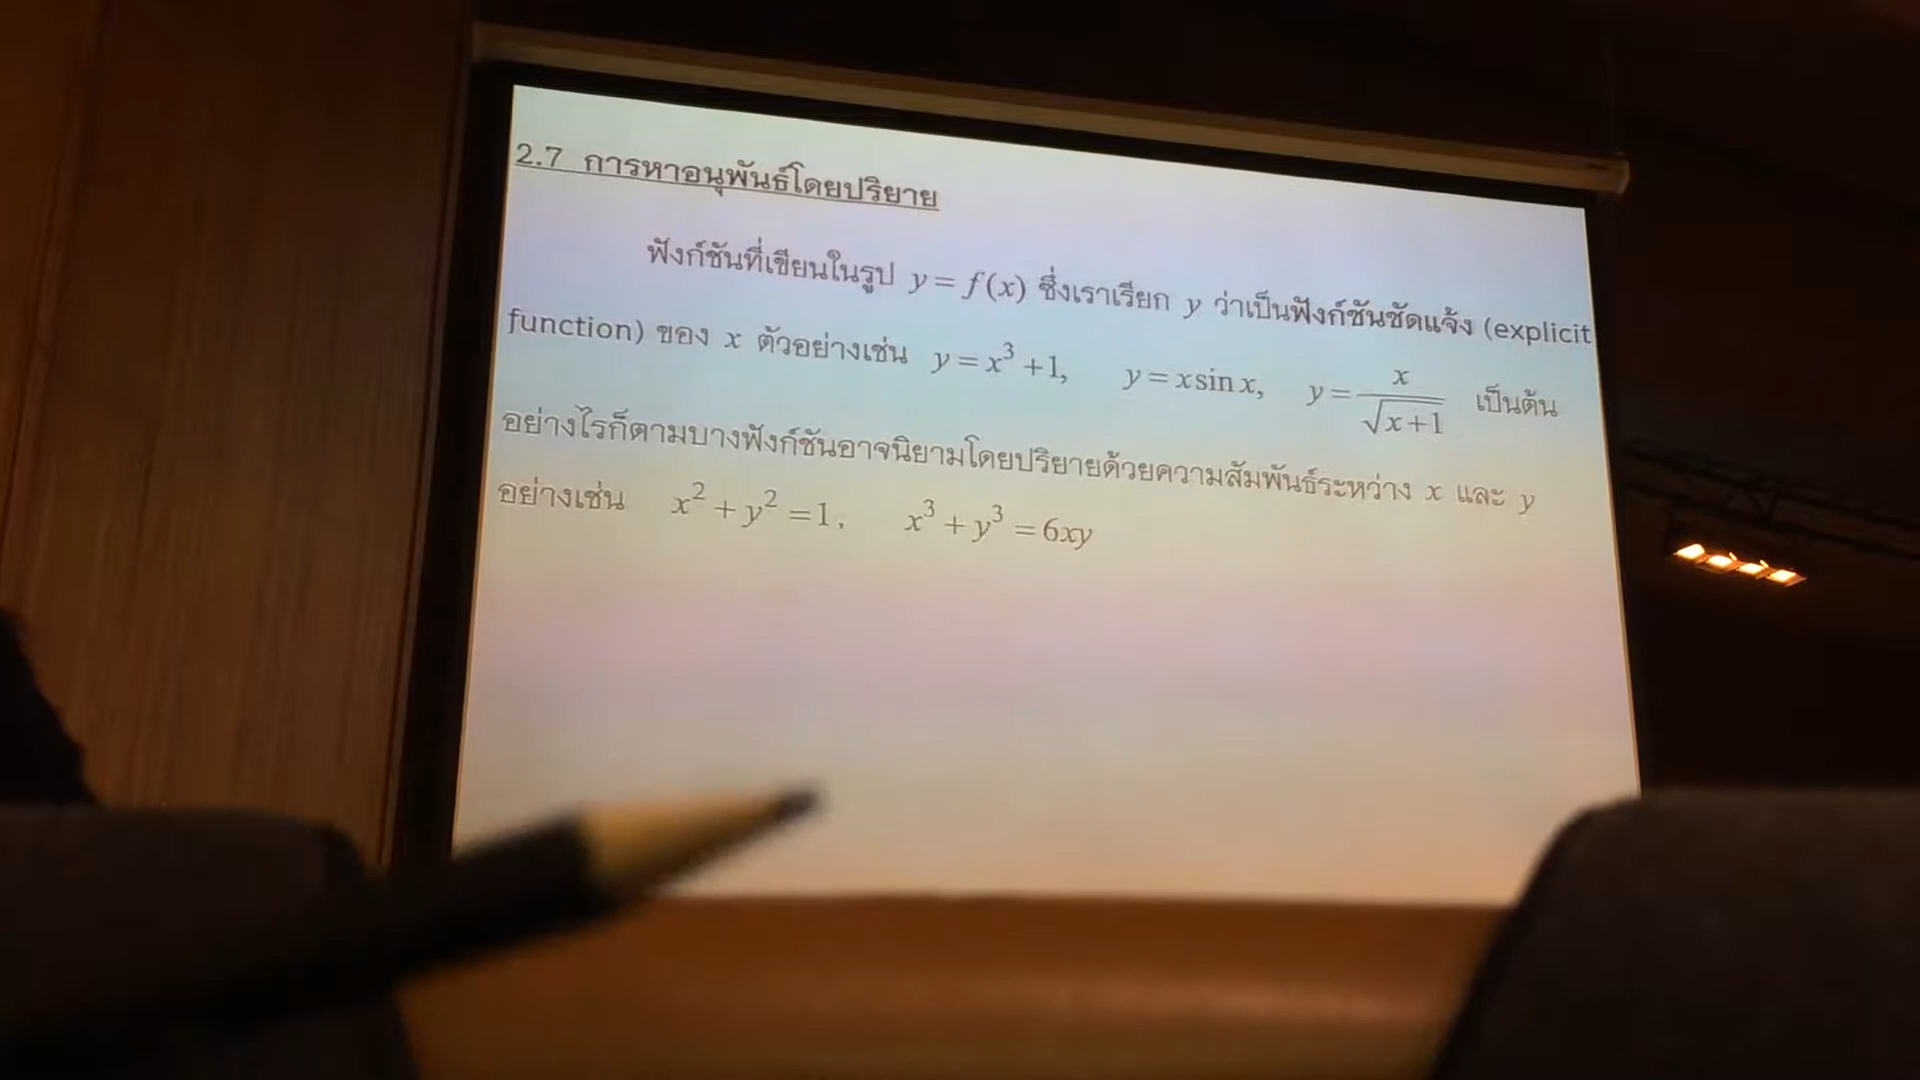 2.7 การหาอนุพันธ์โดยปริยาย
ฟังก์ชันที่เขียนในรูป y = f(x) ซึ่งเราเรียก y ว่าเป็นฟังก์ชันชัดแจ้ง (explicit
function) ของ x ตัวอย่างเช่น y = x³ + 1, y = x sin x, y = x/√(x+1) เป็นต้น
อย่างไรก็ตามบางฟังก์ชันอาจนิยามโดยปริยายด้วยความสัมพันธ์ระหว่าง x และ y
อย่างเช่น x² + y² = 1, x³ + y³ = 6xy